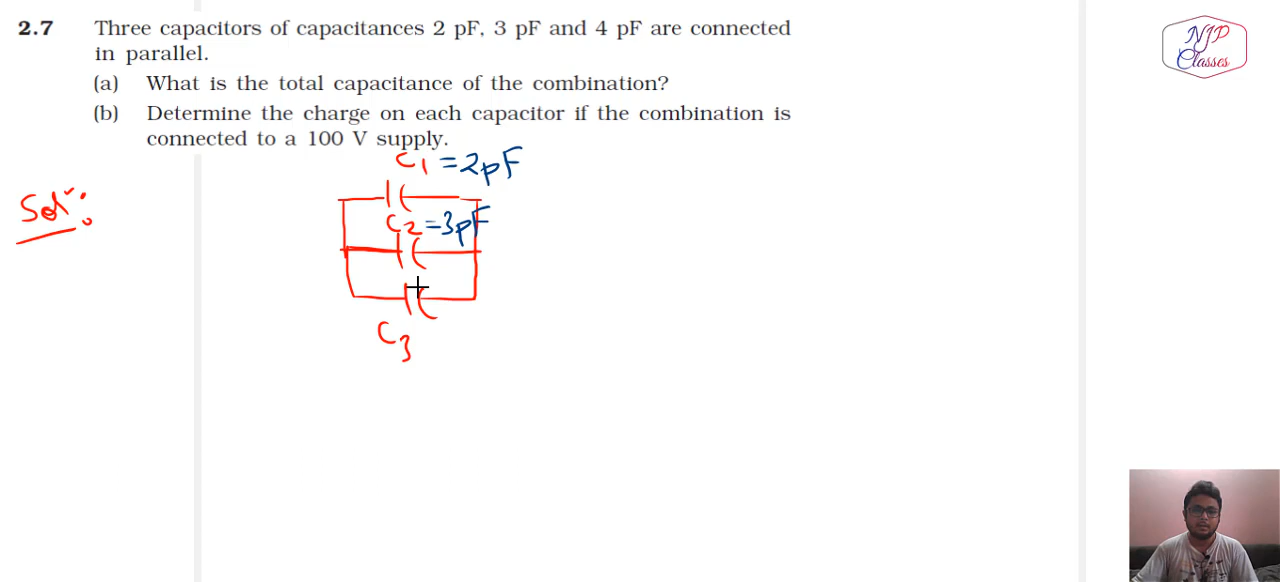 2.7 Three capacitors of capacitances 2 pF, 3 pF and 4 pF are connected
in parallel.
(a) What is the total capacitance of the combination?
(b) Determine the charge on each capacitor if the combination is
connected to a 100 V supply.
NJP
Classes
C1 = 2pF
Solⁿ:
C2 = 3pF
C3